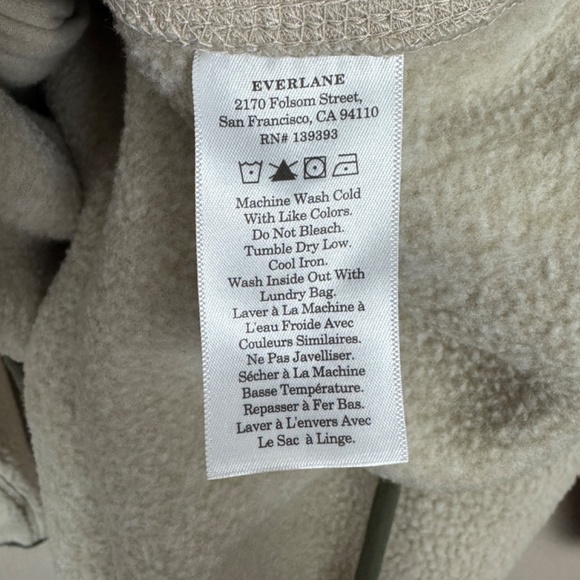 EVERLANE
2170 Folsom Street,
San Francisco, CA 94110
RN# 139393
Machine Wash Cold
With Like Colors.
Do Not Bleach.
Tumble Dry Low.
Cool Iron.
Wash Inside Out With
Lundry Bag.
Laver à La Machine à
L'eau Froide Avec
Couleurs Similaires.
Ne Pas Javelliser.
Sécher à La Machine
Basse Température.
Repasser à Fer Bas.
Laver à L'envers Avec
Le Sac à Linge.